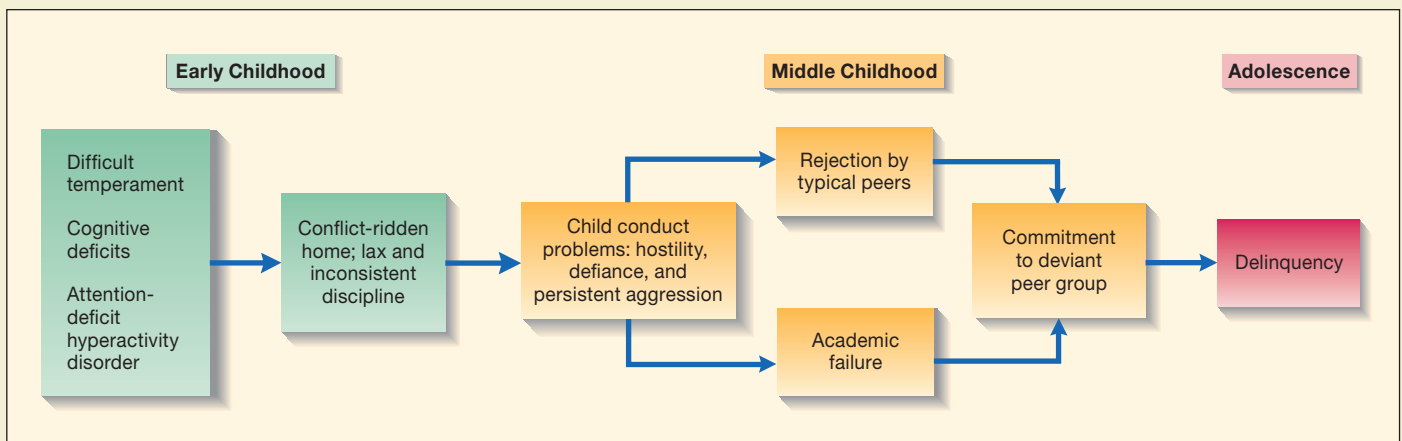 Early Childhood
Middle Childhood
Adolescence
Difficult
temperament
Cognitive
deficits
Attention-
deficit
hyperactivity
disorder
Conflict-ridden
home; lax and
inconsistent
discipline
Child conduct
problems: hostility,
defiance, and
persistent aggression
Rejection by
typical peers
Academic
failure
Commitment
to deviant
peer group
Delinquency